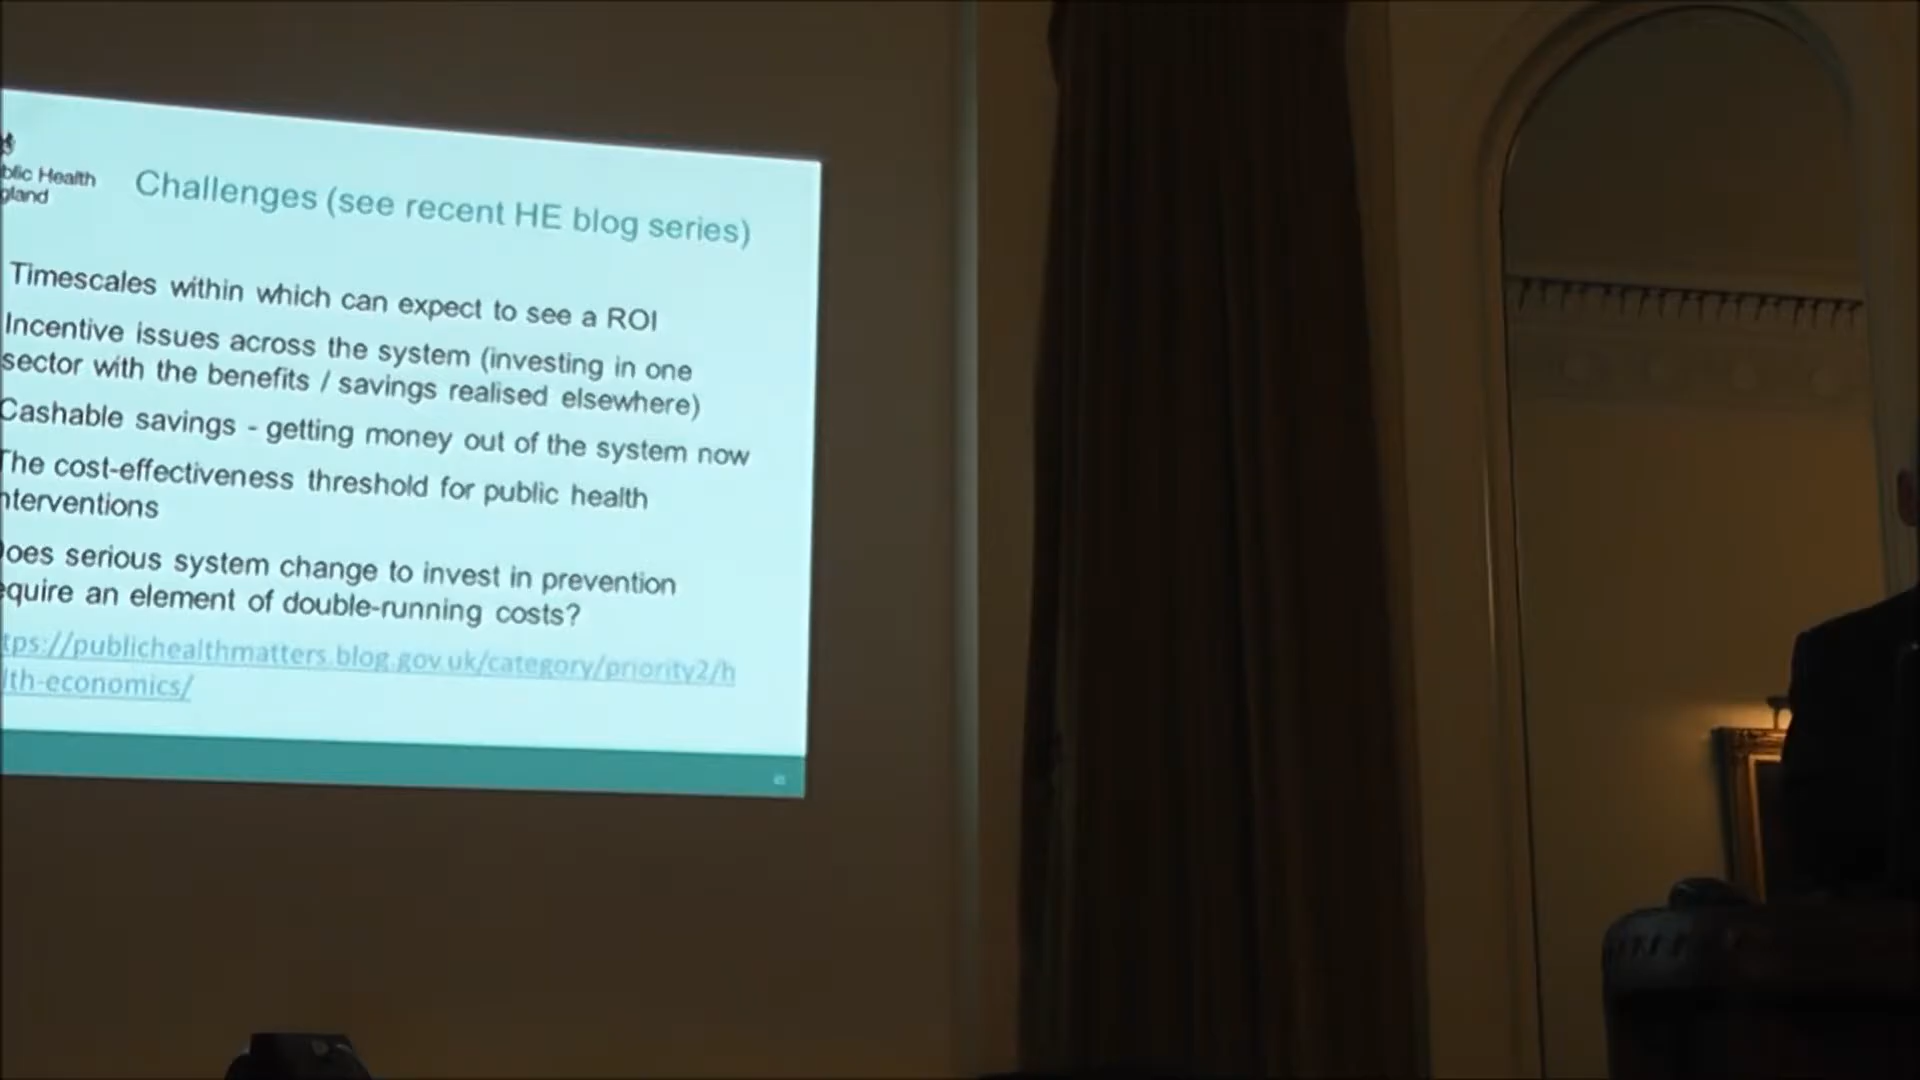 blic Health
gland
Challenges (see recent HE blog series)
Timescales within which can expect to see a ROI
Incentive issues across the system (investing in one
sector with the benefits / savings realised elsewhere)
Cashable savings - getting money out of the system now
The cost-effectiveness threshold for public health
nterventions
oes serious system change to invest in prevention
equire an element of double-running costs?
tps://publichealthmatters.blog.gov.uk/category/priority2/h
lth-economics/